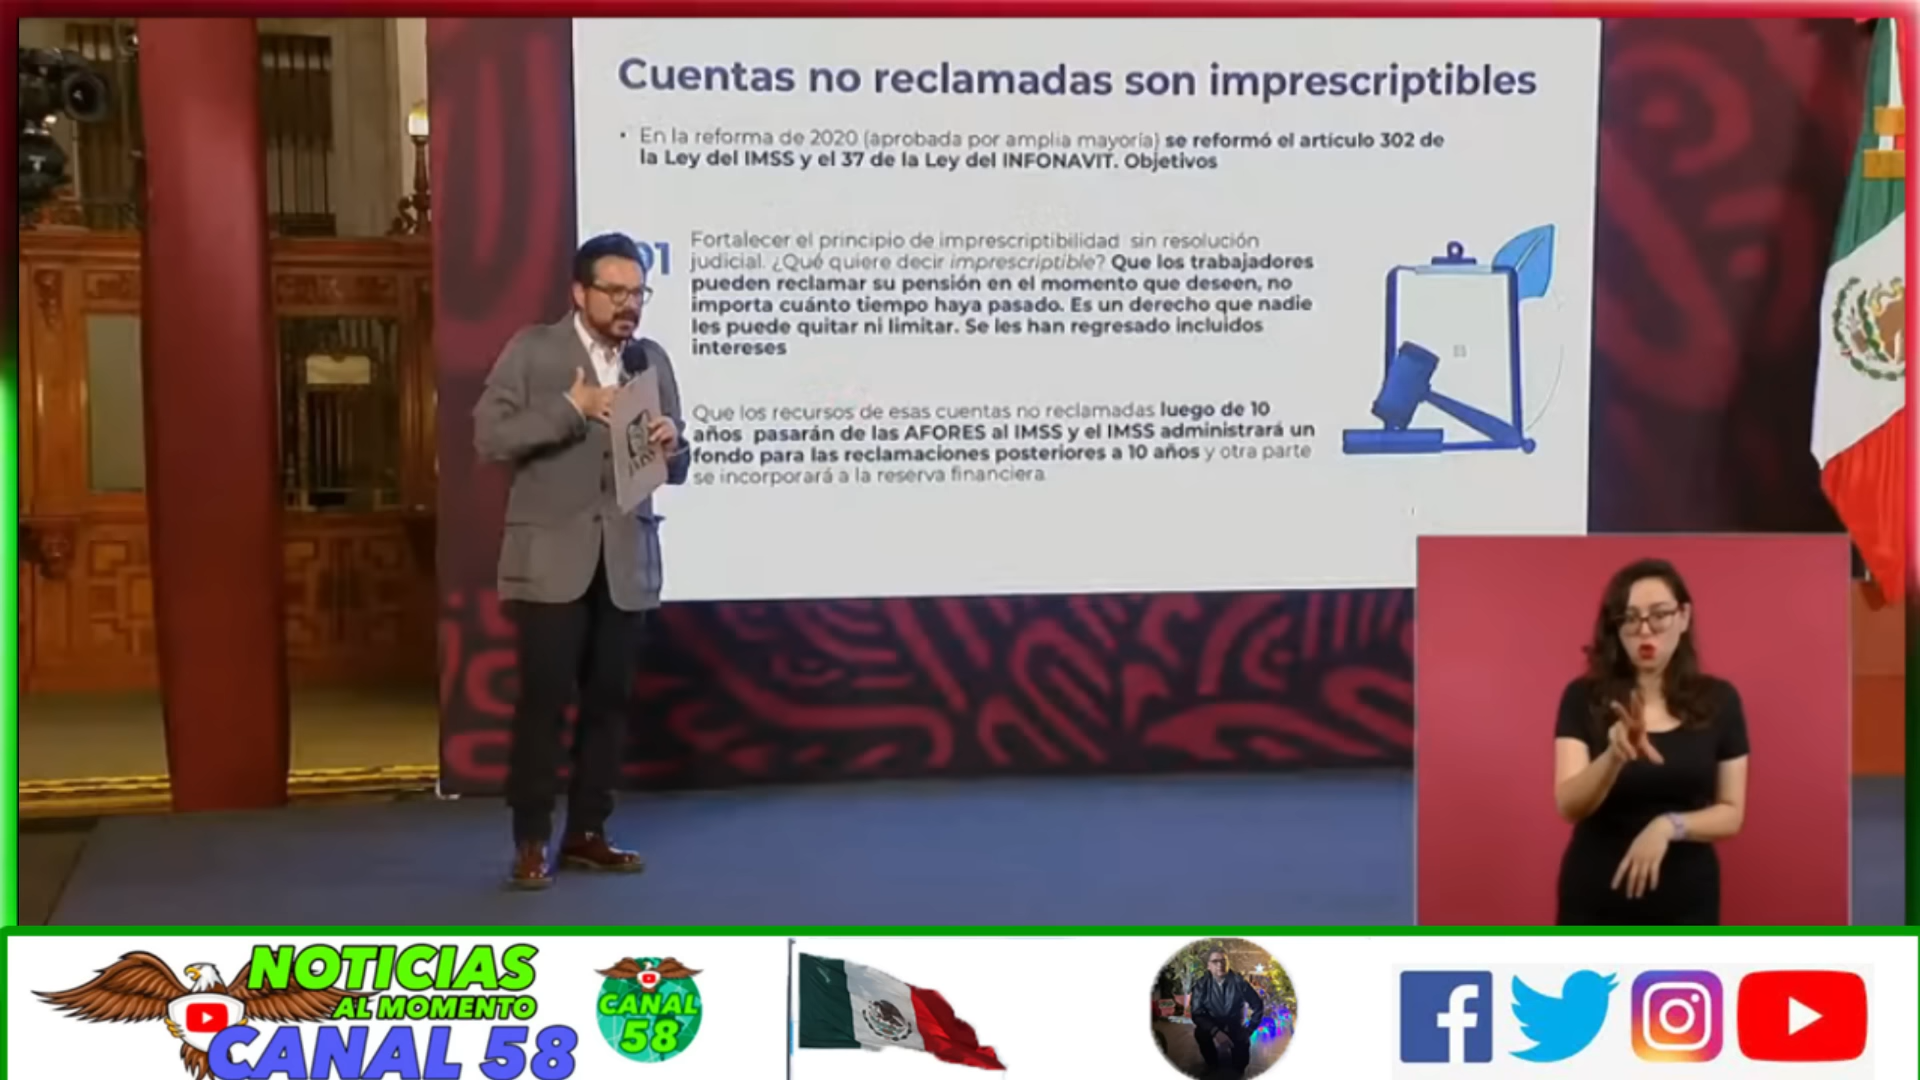 Cuentas no reclamadas son imprescriptibles
• En la reforma de 2020 (aprobada por amplia mayoría) se reformó el artículo 302 de
la Ley del IMSS y el 37 de la Ley del INFONAVIT. Objetivos
01
Fortalecer el principio de imprescriptibilidad sin resolución
judicial. ¿Qué quiere decir imprescriptible? Que los trabajadores
pueden reclamar su pensión en el momento que deseen, no
importa cuánto tiempo haya pasado. Es un derecho que nadie
les puede quitar ni limitar. Se les han regresado incluidos
intereses
Que los recursos de esas cuentas no reclamadas luego de 10
años pasarán de las AFORES al IMSS y el IMSS administrará un
fondo para las reclamaciones posteriores a 10 años y otra parte
se incorporará a la reserva financiera
IMSS
NOTICIAS
AL MOMENTO
CANAL 58
CANAL
58